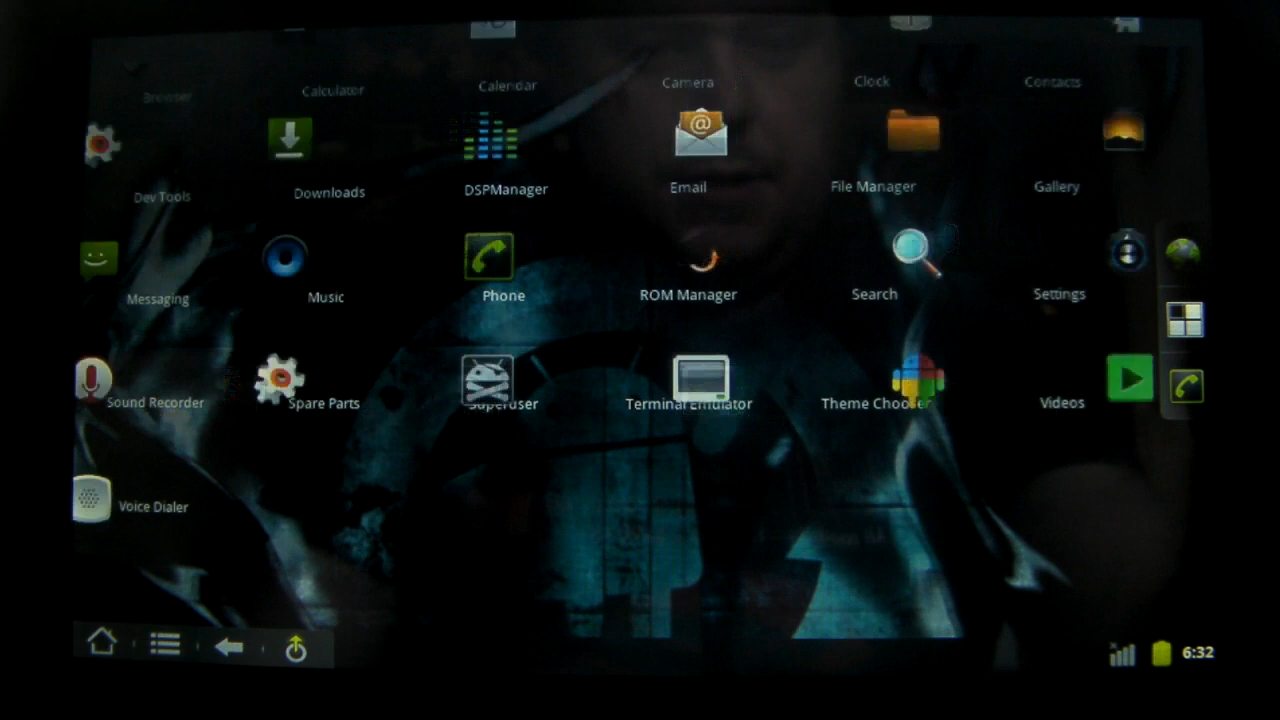 Browser
Calculator
Calendar
Camera
Clock
Contacts
Dev Tools
Downloads
DSPManager
Email
File Manager
Gallery
Messaging
Music
Phone
ROM Manager
Search
Settings
Sound Recorder
Spare Parts
Superuser
Terminal Emulator
Theme Chooser
Videos
Voice Dialer
6:32